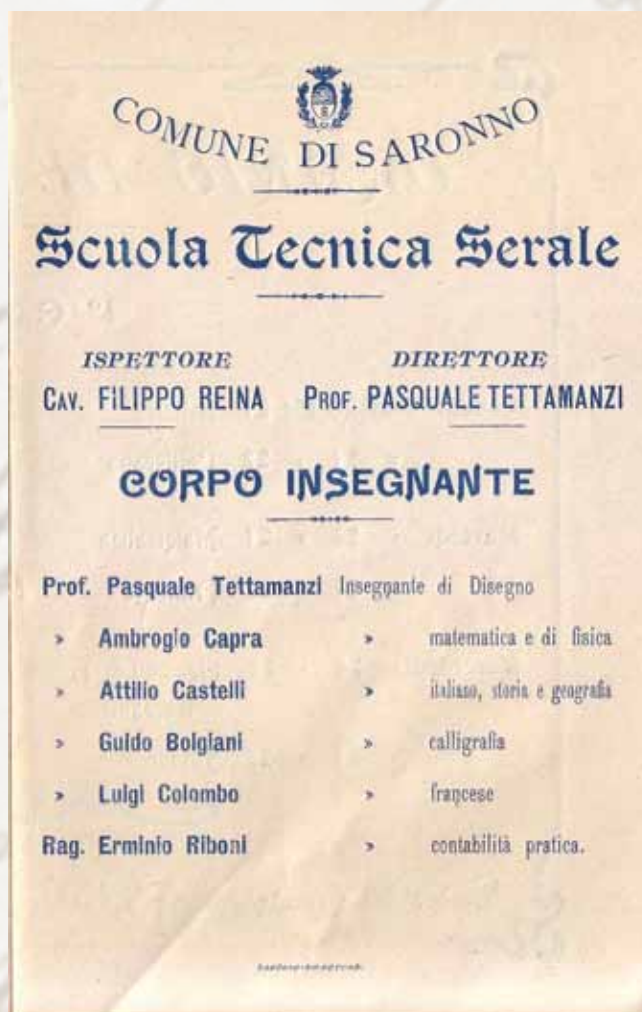 COMUNE DI SARONNO
Scuola Tecnica Serale
ISPETTORE DIRETTORE
CAV. FILIPPO REINA PROF. PASQUALE TETTAMANZI
CORPO INSEGNANTE
Prof. Pasquale Tettamanzi Insegnante di Disegno
» Ambrogio Capra » matematica e di fisica
» Attilio Castelli » italiano, storia e geografia
» Guido Bolgiani » calligrafia
» Luigi Colombo » francese
Rag. Erminio Riboni » contabilità pratica.